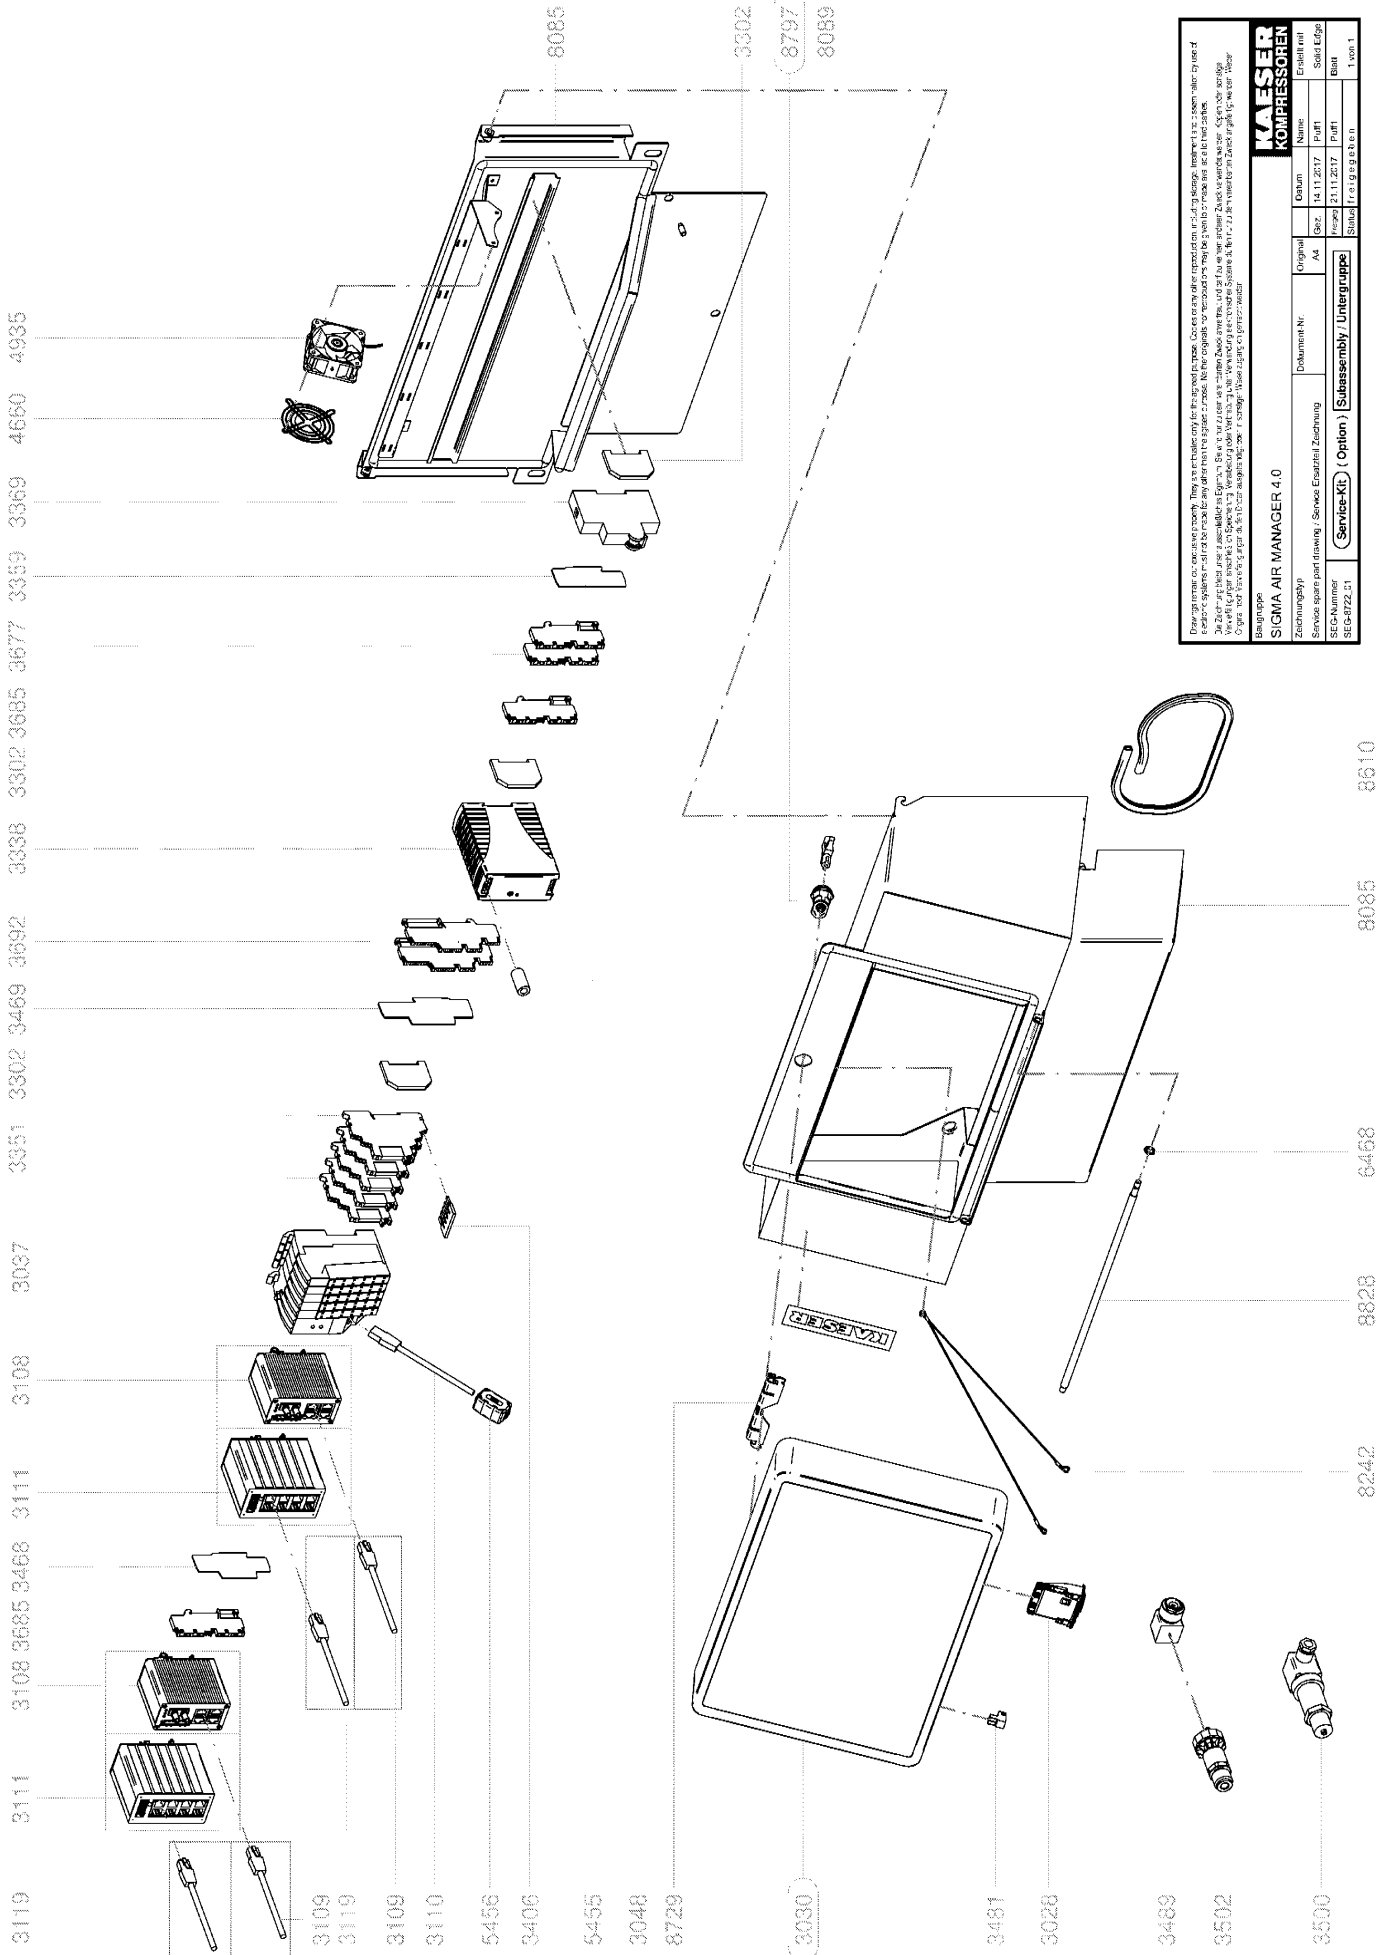 8085
3302
8797
8089
4935
4660
3369
3359
3677
3685
3302
3338
3692
3469
3302
3351
3037
3108
3111
3468
3685
3108
3111
3119
3109
3119
3109
3110
5456
3406
5455
3048
8729
3030
3481
3028
3489
3502
3500
8610
8085
6468
8828
8242
KAESER
KAESER
KOMPRESSOREN
Baugruppe
SIGMA AIR MANAGER 4.0
Zeichnungstyp
Service spare part drawing / Service Ersatzteil Zeichnung
Dokument-Nr.
Original
A4
Datum
Name
Erstellt mit
Gez.
14.11.2017
Puff1
Solid Edge
21.11.2017
Puff1
Blatt
Status
freigegeben
1 von 1
SEG-Nummer
SEG-8722_01
Service-Kit
Option
Subassembly / Untergruppe